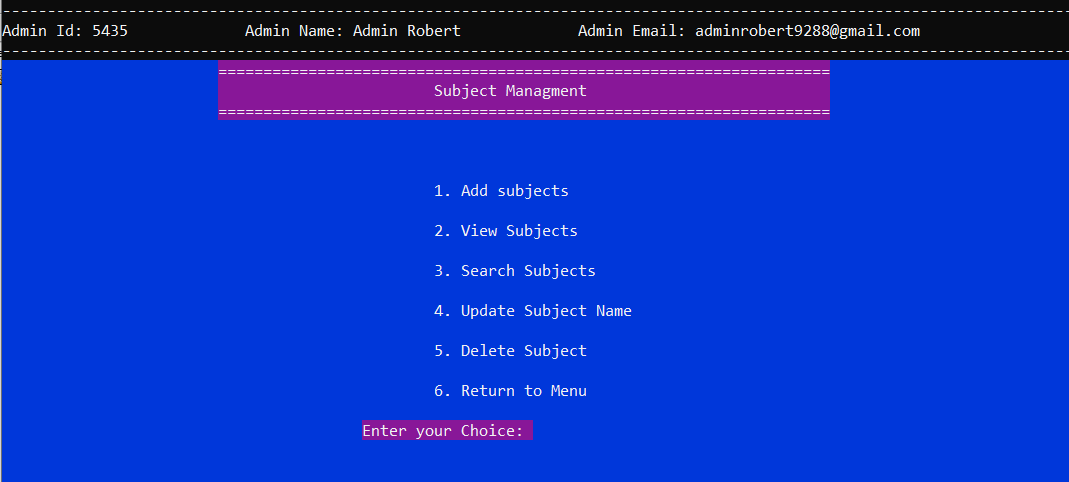 Admin Id: 5435 Admin Name: Admin Robert Admin Email: adminrobert9288@gmail.com
Subject Managment
1. Add subjects
2. View Subjects
3. Search Subjects
4. Update Subject Name
5. Delete Subject
6. Return to Menu
Enter your Choice: